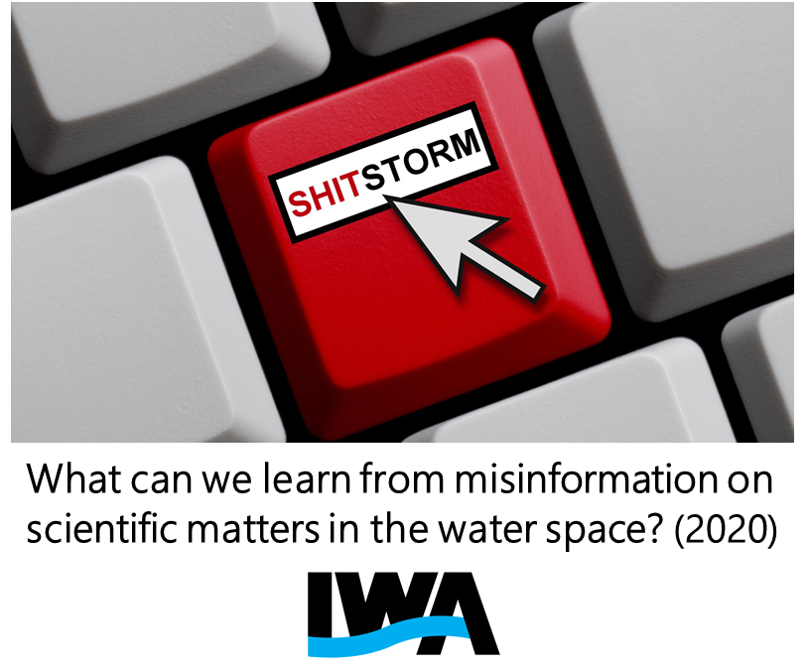 SHITSTORM
What can we learn from misinformation on
scientific matters in the water space? (2020)
IWA